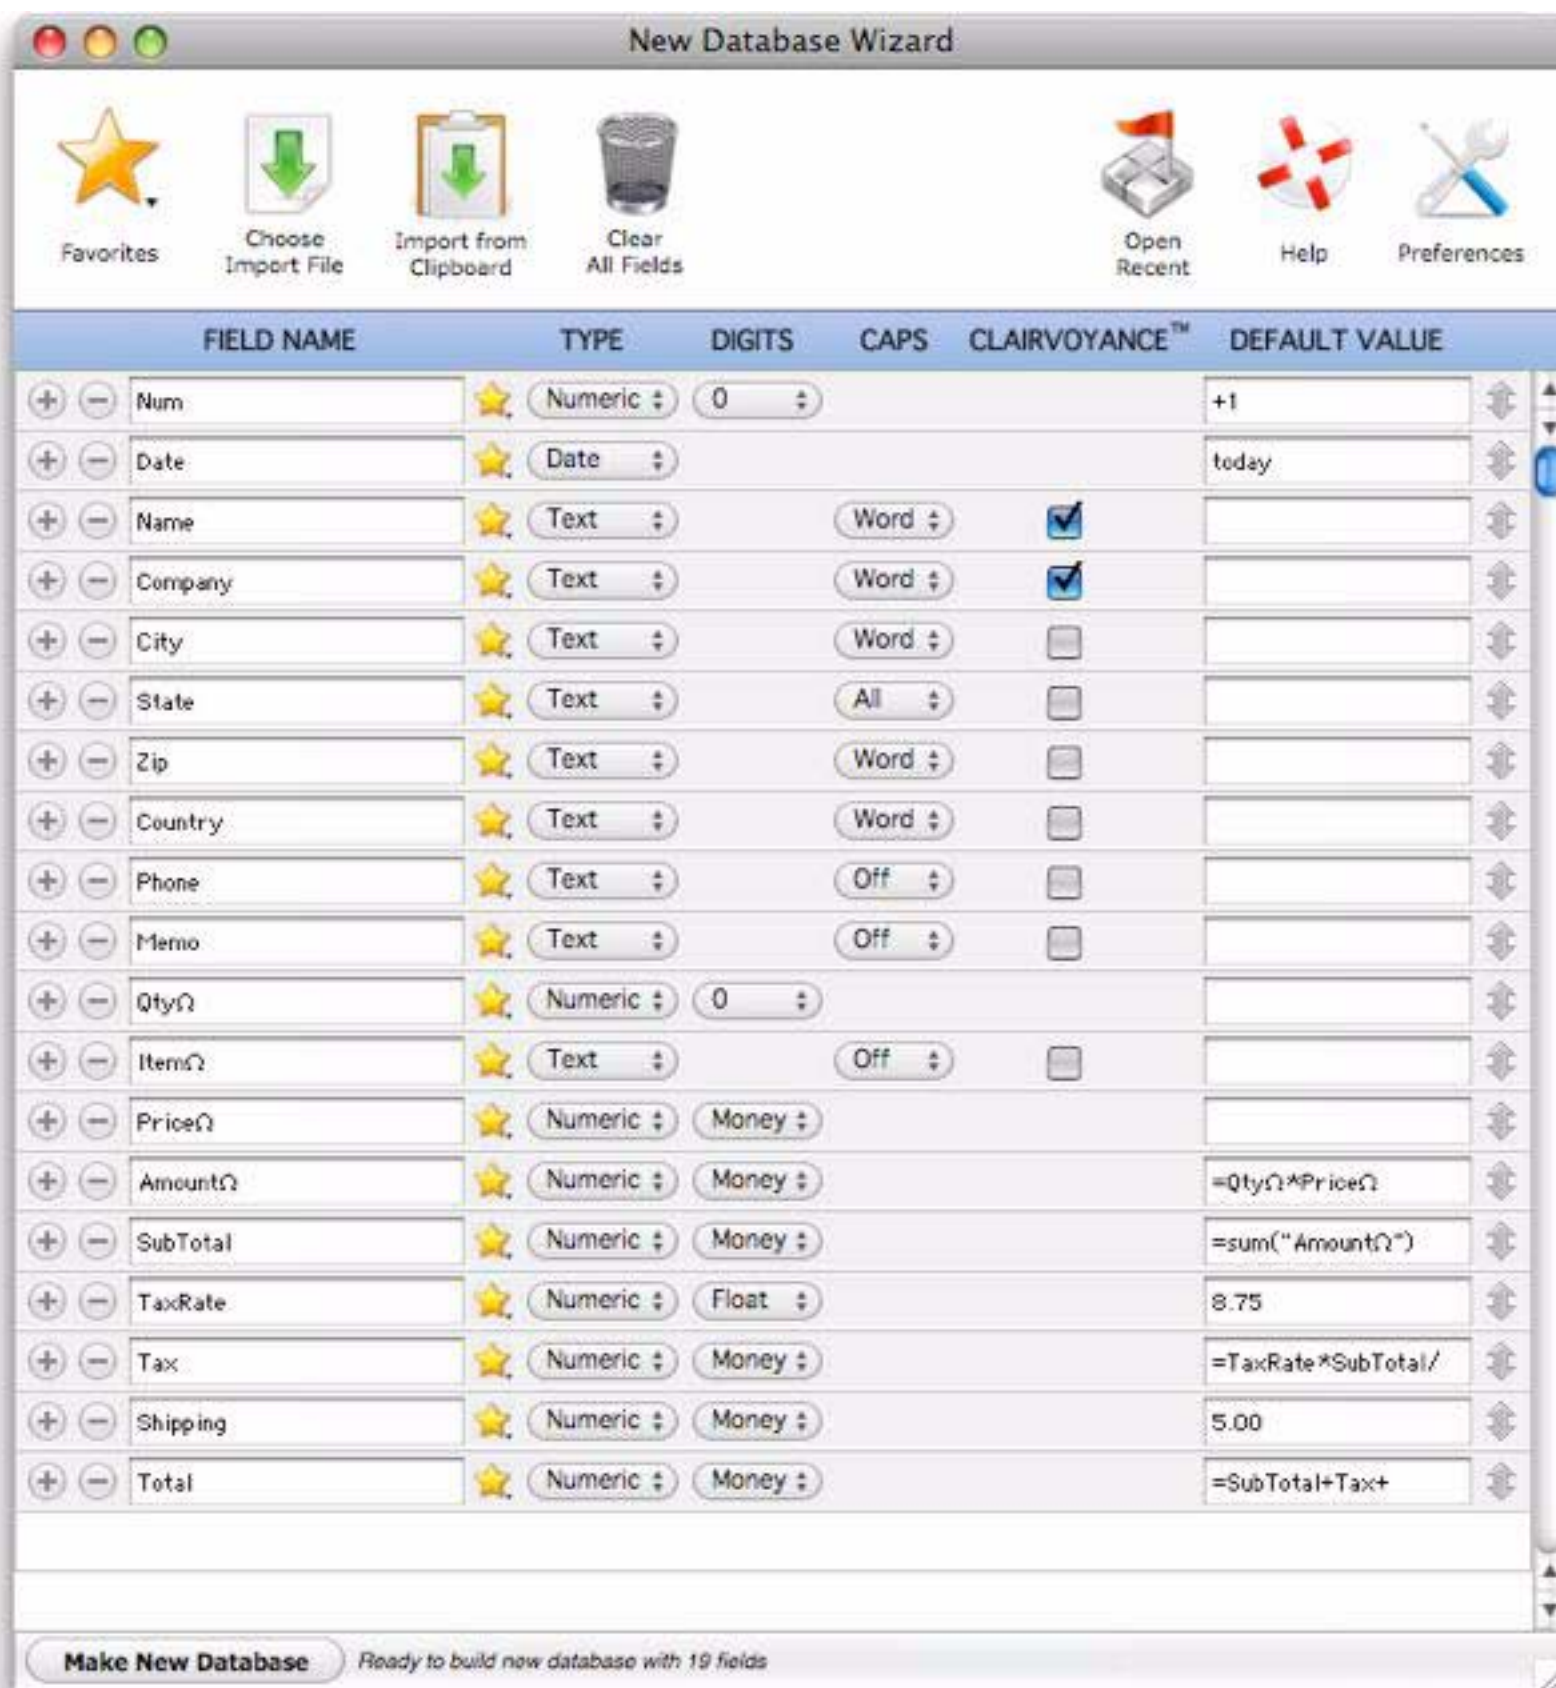 New Database Wizard
Favorites
Choose
Import File
Import from
Clipboard
Clear
All Fields
Open
Recent
Help
Preferences
FIELD NAME TYPE DIGITS CAPS CLAIRVOYANCE™ DEFAULT VALUE
Num Numeric 0 +1
Date Date today
Name Text Word
Company Text Word
City Text Word
State Text All
Zip Text Word
Country Text Word
Phone Text Off
Memo Text Off
QtyΩ Numeric 0
ItemΩ Text Off
PriceΩ Numeric Money
AmountΩ Numeric Money =QtyΩ*PriceΩ
SubTotal Numeric Money =sum("AmountΩ")
TaxRate Numeric Float 8.75
Tax Numeric Money =TaxRate*SubTotal/
Shipping Numeric Money 5.00
Total Numeric Money =SubTotal+Tax+
Make New Database Ready to build new database with 19 fields